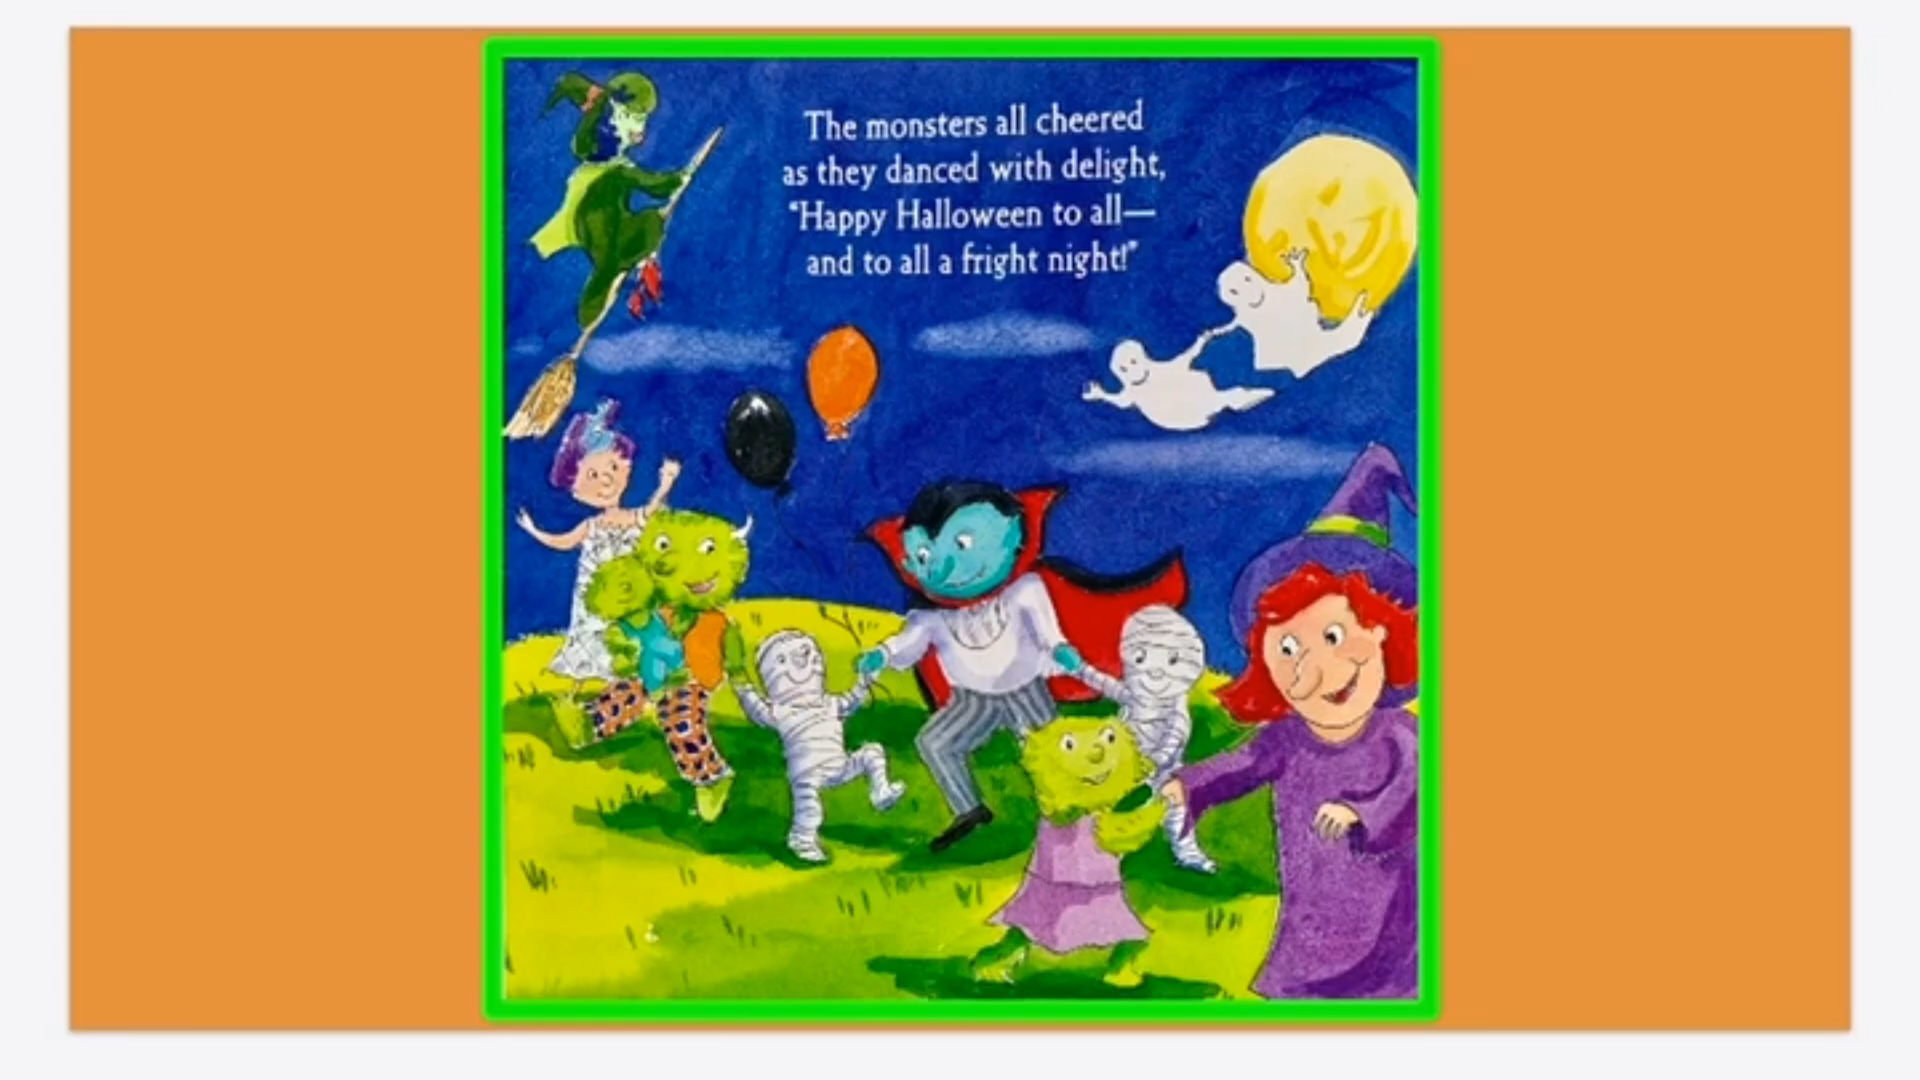 The monsters all cheered
as they danced with delight,
“Happy Halloween to all—
and to all a fright night!”